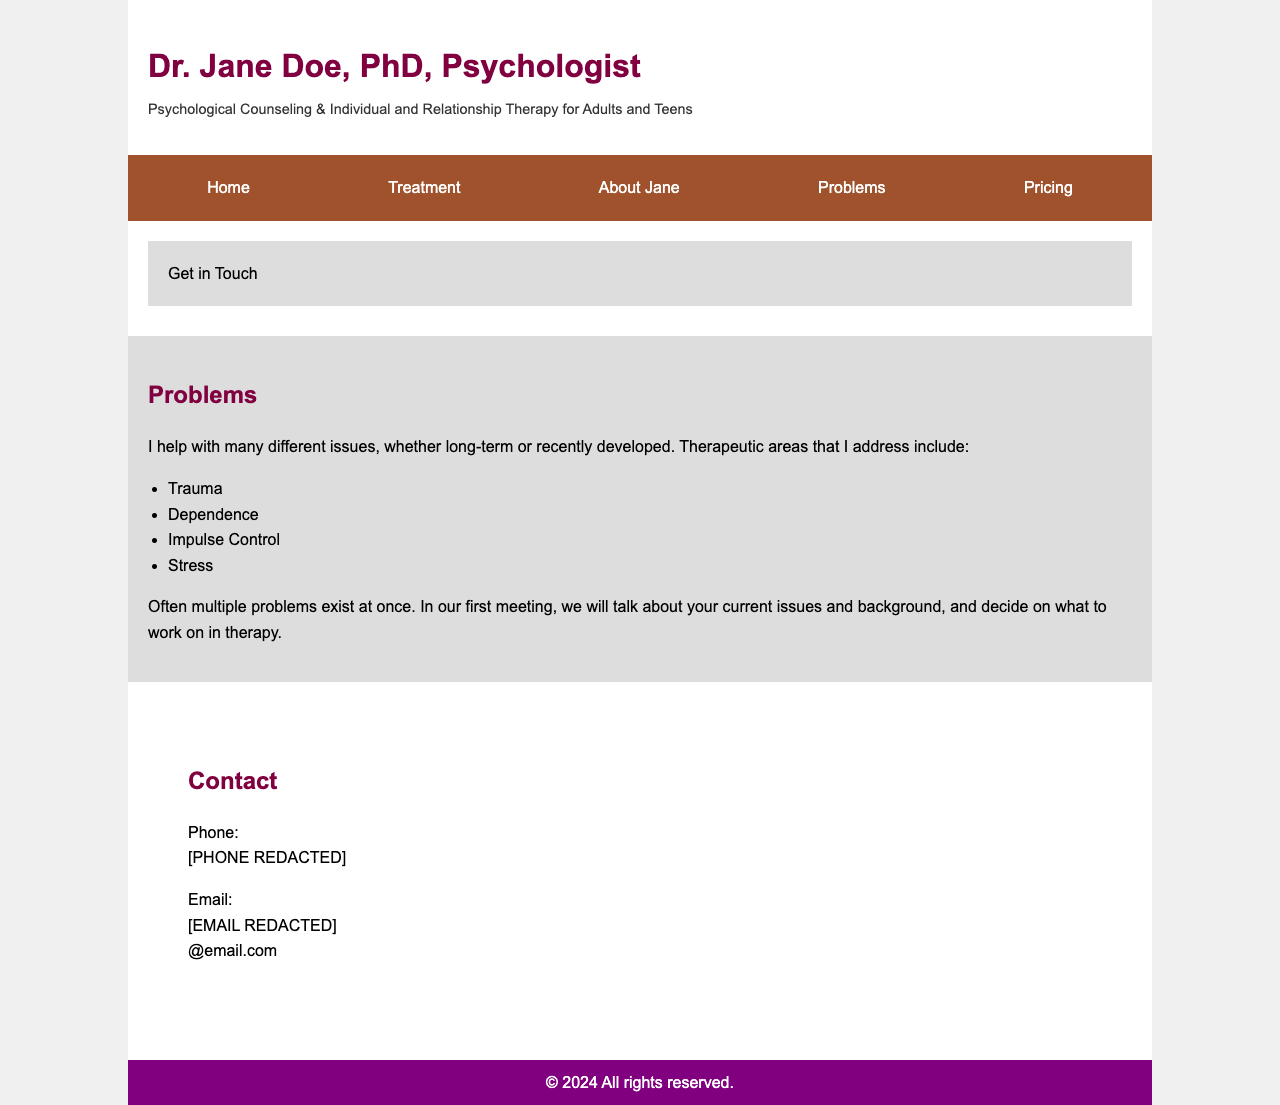 Dr. Jane Doe, PhD, Psychologist
Psychological Counseling & Individual and Relationship Therapy for Adults and Teens
Home Treatment About Jane Problems Pricing
Get in Touch
Problems
I help with many different issues, whether long-term or recently developed. Therapeutic areas that I address include:
• Trauma
• Dependence
• Impulse Control
• Stress
Often multiple problems exist at once. In our first meeting, we will talk about your current issues and background, and decide on what to
work on in therapy.
Contact
Phone:
[PHONE REDACTED]
Email:
[EMAIL REDACTED]
@email.com
© 2024 All rights reserved.